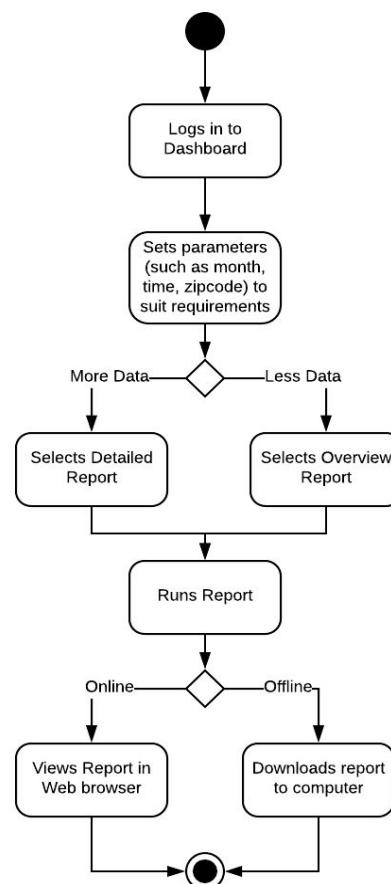 Logs in to
Dashboard
Sets parameters
(such as month,
time, zipcode) to
suit requirements
More Data
Less Data
Selects Detailed
Report
Selects Overview
Report
Runs Report
Online
Offline
Views Report in
Web browser
Downloads report
to computer